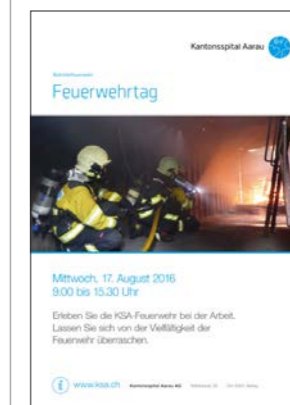 Kantonsspital Aarau
Betriebsfeuerwehr
Feuerwehrtag
Mittwoch, 17. August 2016
9.00 bis 15.30 Uhr
Erleben Sie die KSA-Feuerwehr bei der Arbeit.
Lassen Sie sich von der Vielfältigkeit der
Feuerwehr überraschen.
www.ksa.ch Kantonsspital Aarau AG